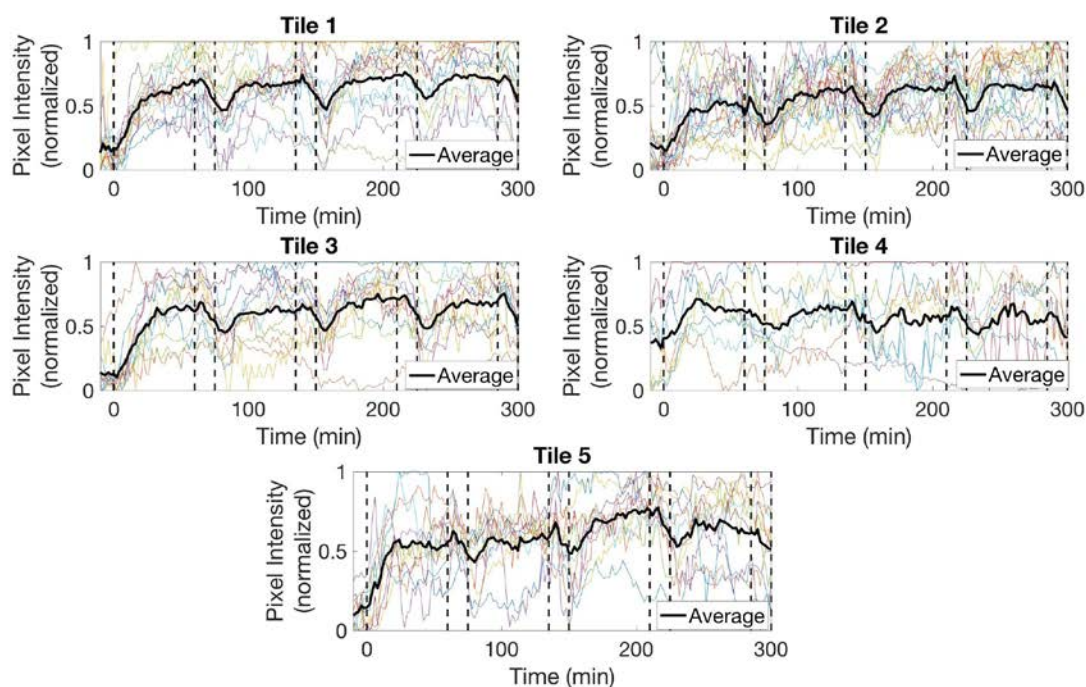 Tile 1
Pixel Intensity
(normalized)
1
0.5
0
Average
0 100 200 300
Time (min)
Tile 2
Pixel Intensity
(normalized)
1
0.5
0
Average
0 100 200 300
Time (min)
Tile 3
Pixel Intensity
(normalized)
1
0.5
0
Average
0 100 200 300
Time (min)
Tile 4
Pixel Intensity
(normalized)
1
0.5
0
Average
0 100 200 300
Time (min)
Tile 5
Pixel Intensity
(normalized)
1
0.5
0
Average
0 100 200 300
Time (min)